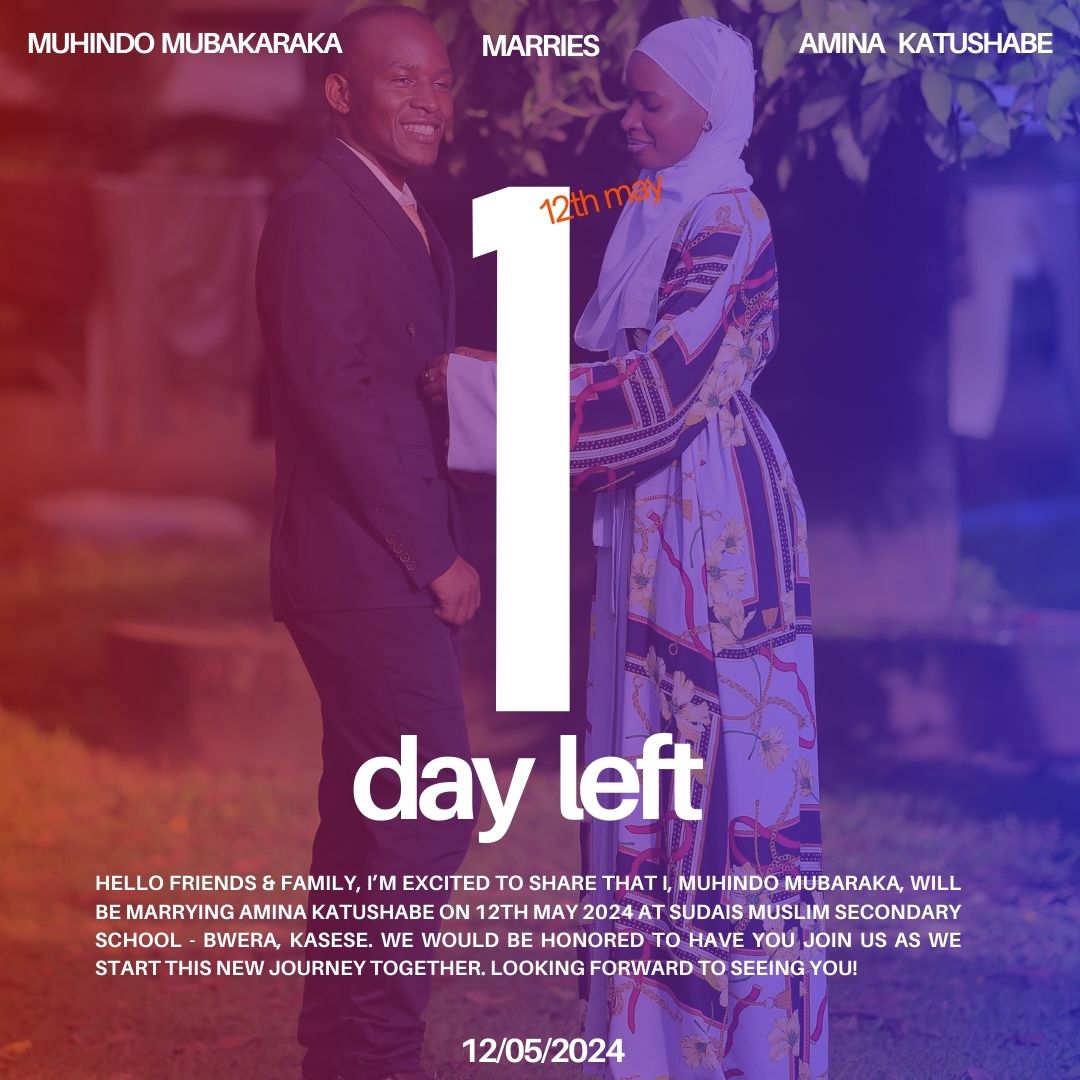 MUHINDO MUBAKARAKA MARRIES AMINA KATUSHABE
12th may
1
day left
HELLO FRIENDS & FAMILY, I'M EXCITED TO SHARE THAT I, MUHINDO MUBARAKA, WILL
BE MARRYING AMINA KATUSHABE ON 12TH MAY 2024 AT SUDAIS MUSLIM SECONDARY
SCHOOL - BWERA, KASESE. WE WOULD BE HONORED TO HAVE YOU JOIN US AS WE
START THIS NEW JOURNEY TOGETHER. LOOKING FORWARD TO SEEING YOU!
12/05/2024